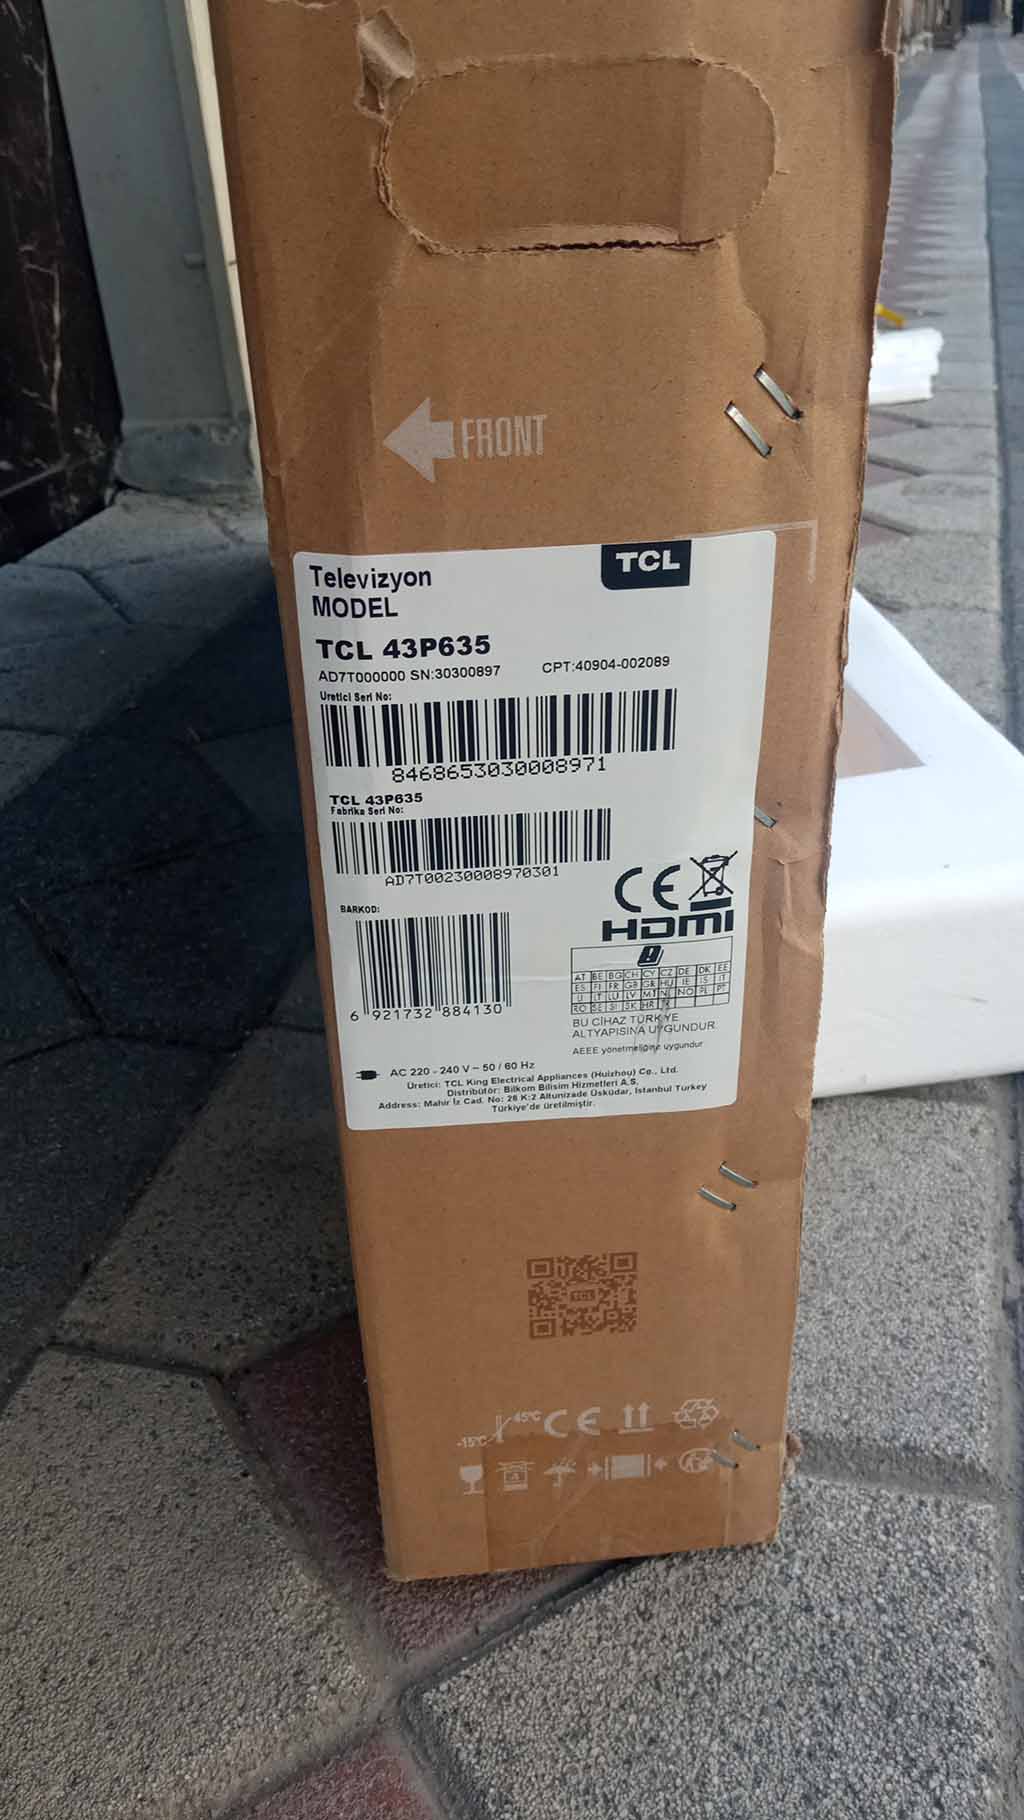 FRONT
TCL
Televizyon
MODEL
TCL 43P635
AD7T000000 SN:30300897 CPT:40904-002089
Uretici Seri No:
8468653030008971
TCL 43P635
Fabrika Seri No:
AD7T00230008970301
CE
HDMI
BARKOD:
6 921732 884130
AT BE BG CH CY CZ DE DK EE
ES FI FR GB GR HU IE IS IT
LI LT LU LV MT NL NO PL PT
RO SE SI SK HR TR
BU CİHAZ TÜRKİYE
ALTYAPISINA UYGUNDUR.
AEEE yönetmeliğine uygundur
AC 220 - 240 V ~ 50 / 60 Hz
Üretici: TCL King Electrical Appliances (Huizhou) Co., Ltd.
Distribütör: Bilkom Bilisim Hizmetleri A.S.
Address: Mahir İz Cad. No: 26 K:2 Altunizade Üsküdar, Istanbul Turkey
Türkiye'de üretilmiştir.
TCL
-15°C 45°C CE